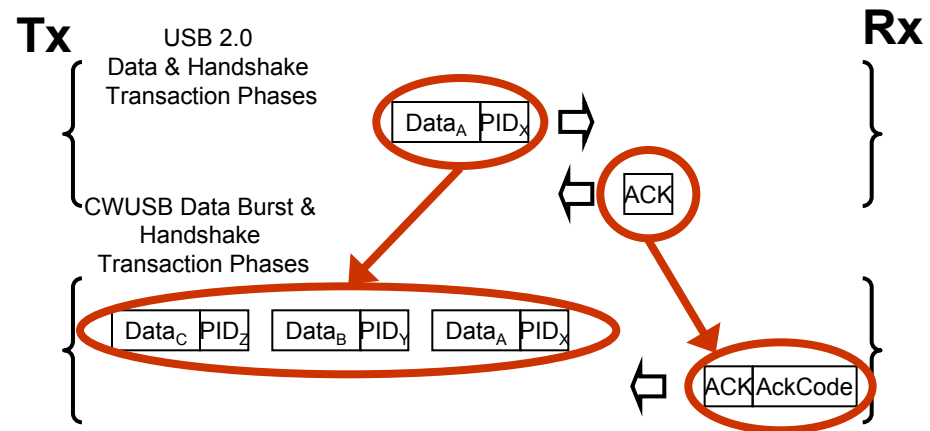 Tx
Rx
USB 2.0
Data & Handshake
Transaction Phases
DataA PIDX
ACK
CWUSB Data Burst &
Handshake
Transaction Phases
DataC PIDZ DataB PIDY DataA PIDX
ACK AckCode